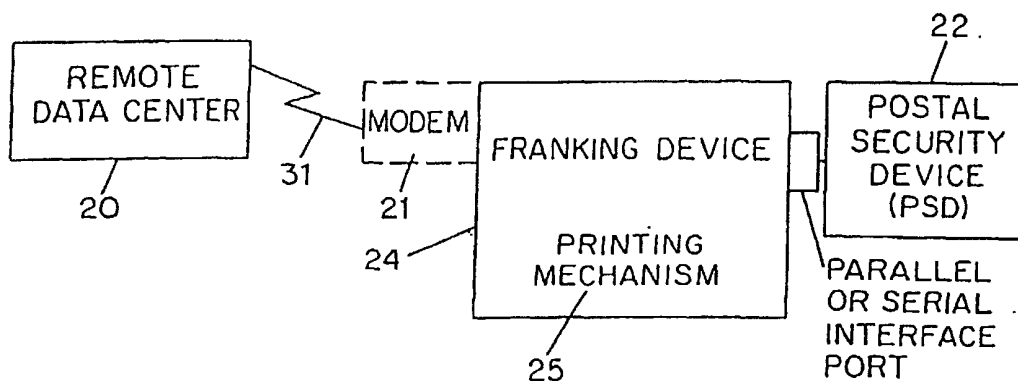 REMOTE
DATA CENTER
20
31
MODEM
21
24
FRANKING DEVICE
PRINTING
MECHANISM
25
22
POSTAL
SECURITY
DEVICE
(PSD)
PARALLEL
OR SERIAL
INTERFACE
PORT